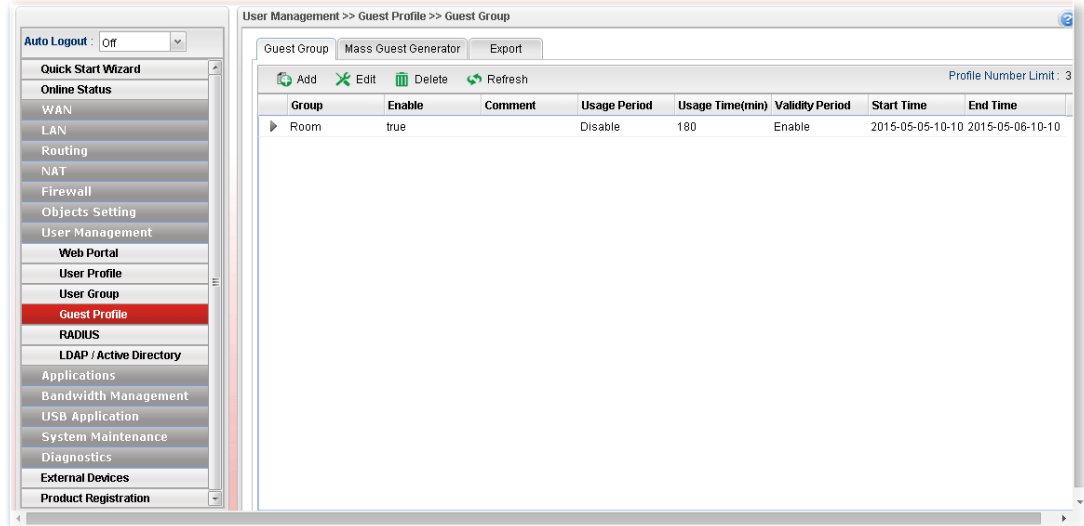 User Management >> Guest Profile >> Guest Group
Auto Logout : Off
Quick Start Wizard
Online Status
WAN
LAN
Routing
NAT
Firewall
Objects Setting
User Management
Web Portal
User Profile
User Group
Guest Profile
RADIUS
LDAP / Active Directory
Applications
Bandwidth Management
USB Application
System Maintenance
Diagnostics
External Devices
Product Registration
Guest Group Mass Guest Generator Export
Add Edit Delete Refresh Profile Number Limit : 3
Group Enable Comment Usage Period Usage Time(min) Validity Period Start Time End Time
Room true Disable 180 Enable 2015-05-05-10-10 2015-05-06-10-10